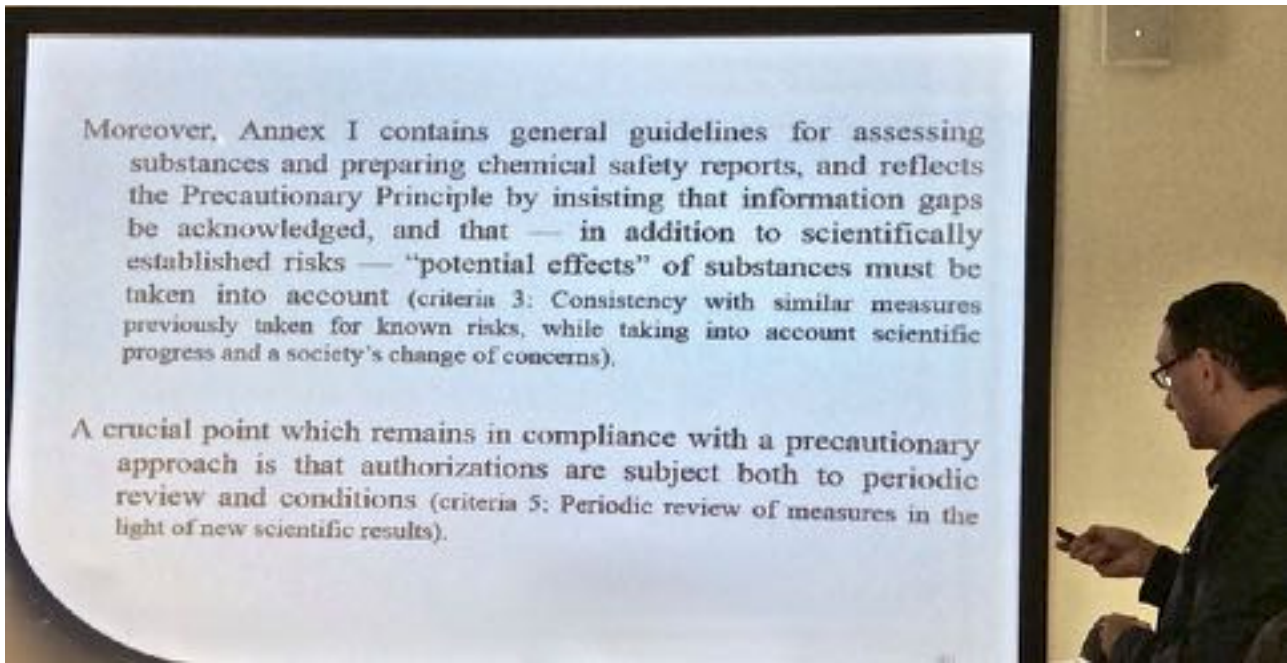 Moreover, Annex I contains general guidelines for assessing
substances and preparing chemical safety reports, and reflects
the Precautionary Principle by insisting that information gaps
be acknowledged, and that — in addition to scientifically
established risks — “potential effects” of substances must be
taken into account (criteria 3: Consistency with similar measures
previously taken for known risks, while taking into account scientific
progress and a society’s change of concerns).
A crucial point which remains in compliance with a precautionary
approach is that authorizations are subject both to periodic
review and conditions (criteria 5: Periodic review of measures in the
light of new scientific results).